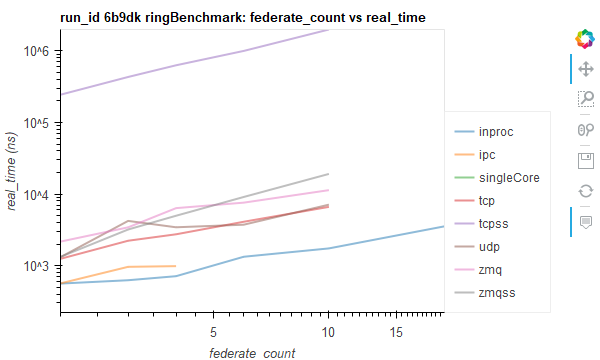 run_id 6b9dk ringBenchmark: federate_count vs real_time
real_time (ns)
10^6
10^5
10^4
10^3
5
10
15
federate_count
inproc
ipc
singleCore
tcp
tcpss
udp
zmq
zmqss